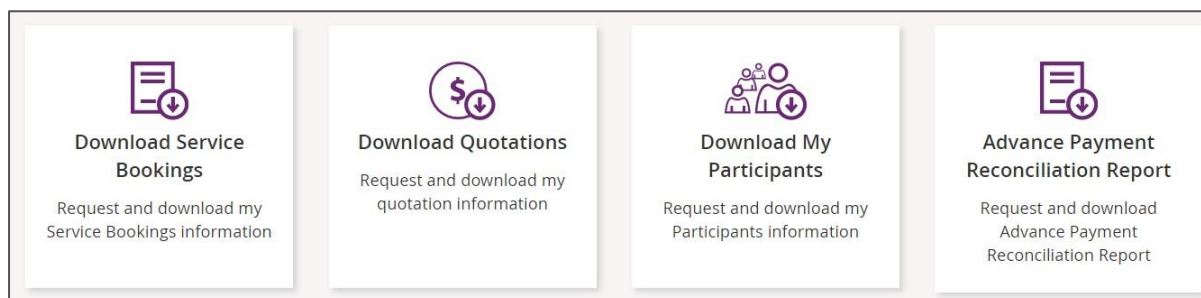 Download Service
Bookings
Request and download my
Service Bookings information
$
Download Quotations
Request and download my
quotation information
Download My
Participants
Request and download my
Participants information
Advance Payment
Reconciliation Report
Request and download
Advance Payment
Reconciliation Report